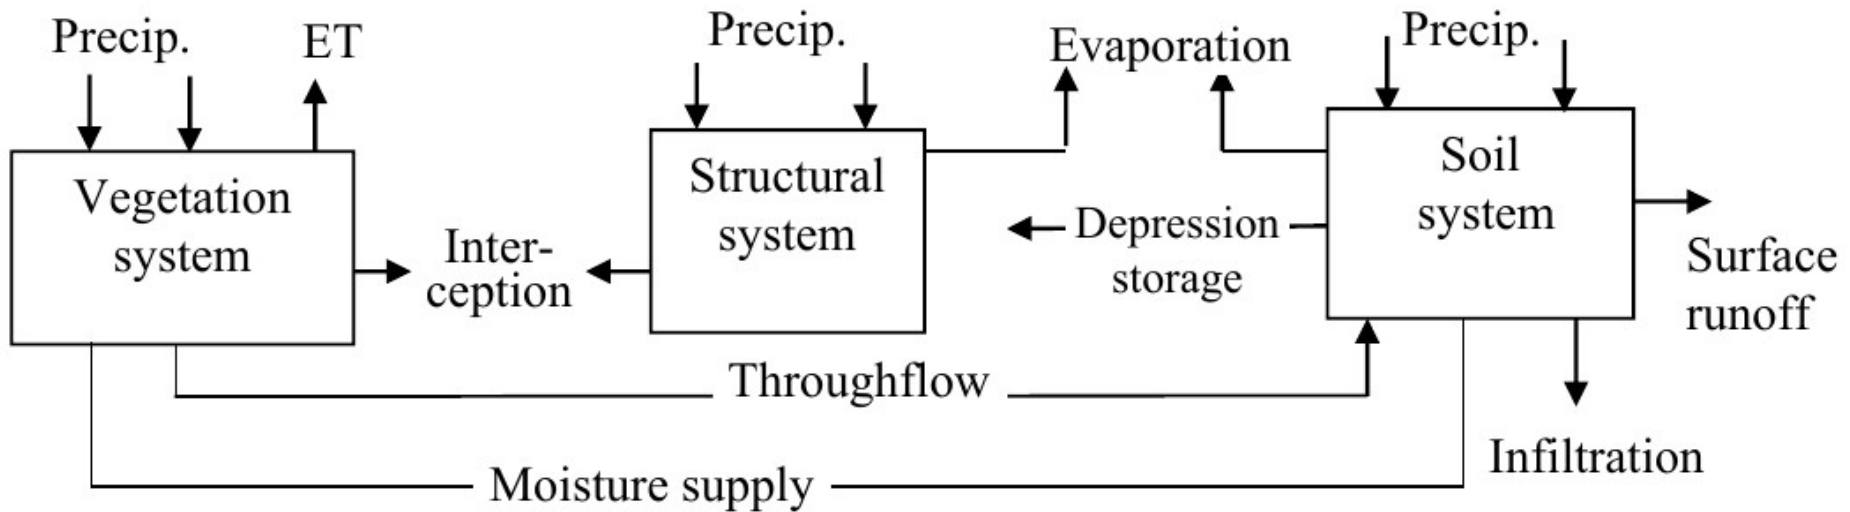 Precip.
ET
Precip.
Evaporation
Precip.
Vegetation
system
Inter-
ception
Structural
system
Depression
storage
Soil
system
Surface
runoff
Throughflow
Infiltration
Moisture supply